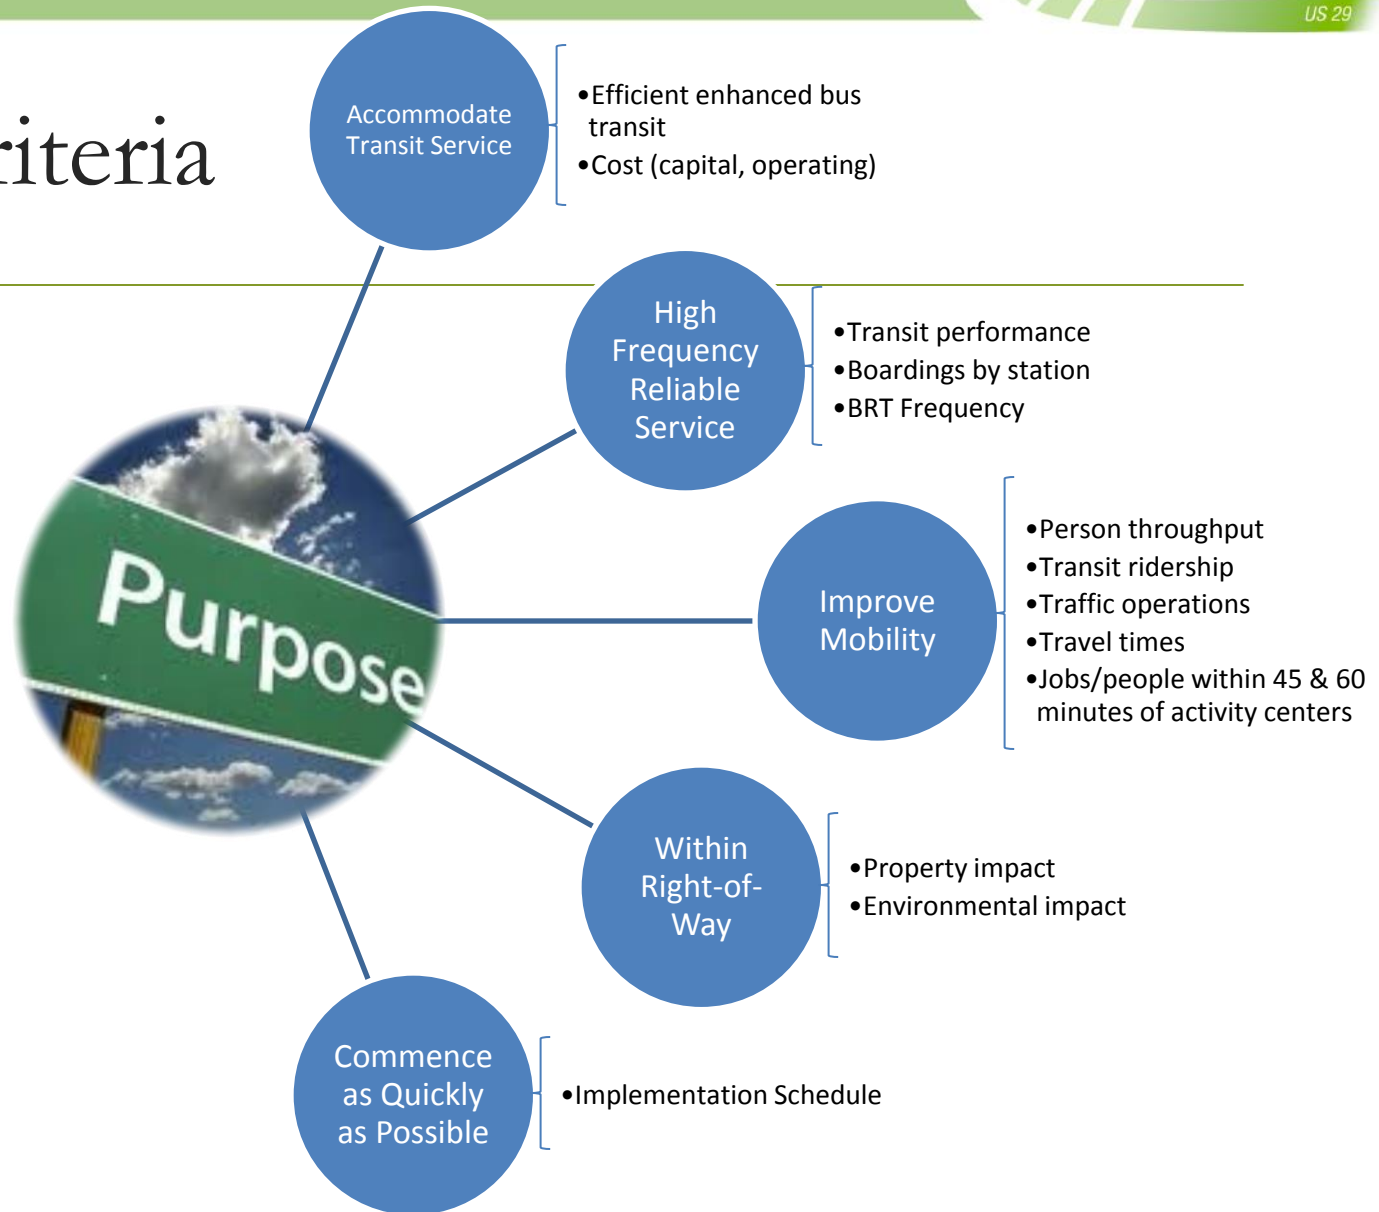 US 29
riteria
Accommodate
Transit Service
•Efficient enhanced bus
transit
•Cost (capital, operating)
High
Frequency
Reliable
Service
•Transit performance
•Boardings by station
•BRT Frequency
Purpose
Improve
Mobility
•Person throughput
•Transit ridership
•Traffic operations
•Travel times
•Jobs/people within 45 & 60
minutes of activity centers
Within
Right-of-
Way
•Property impact
•Environmental impact
Commence
as Quickly
as Possible
•Implementation Schedule